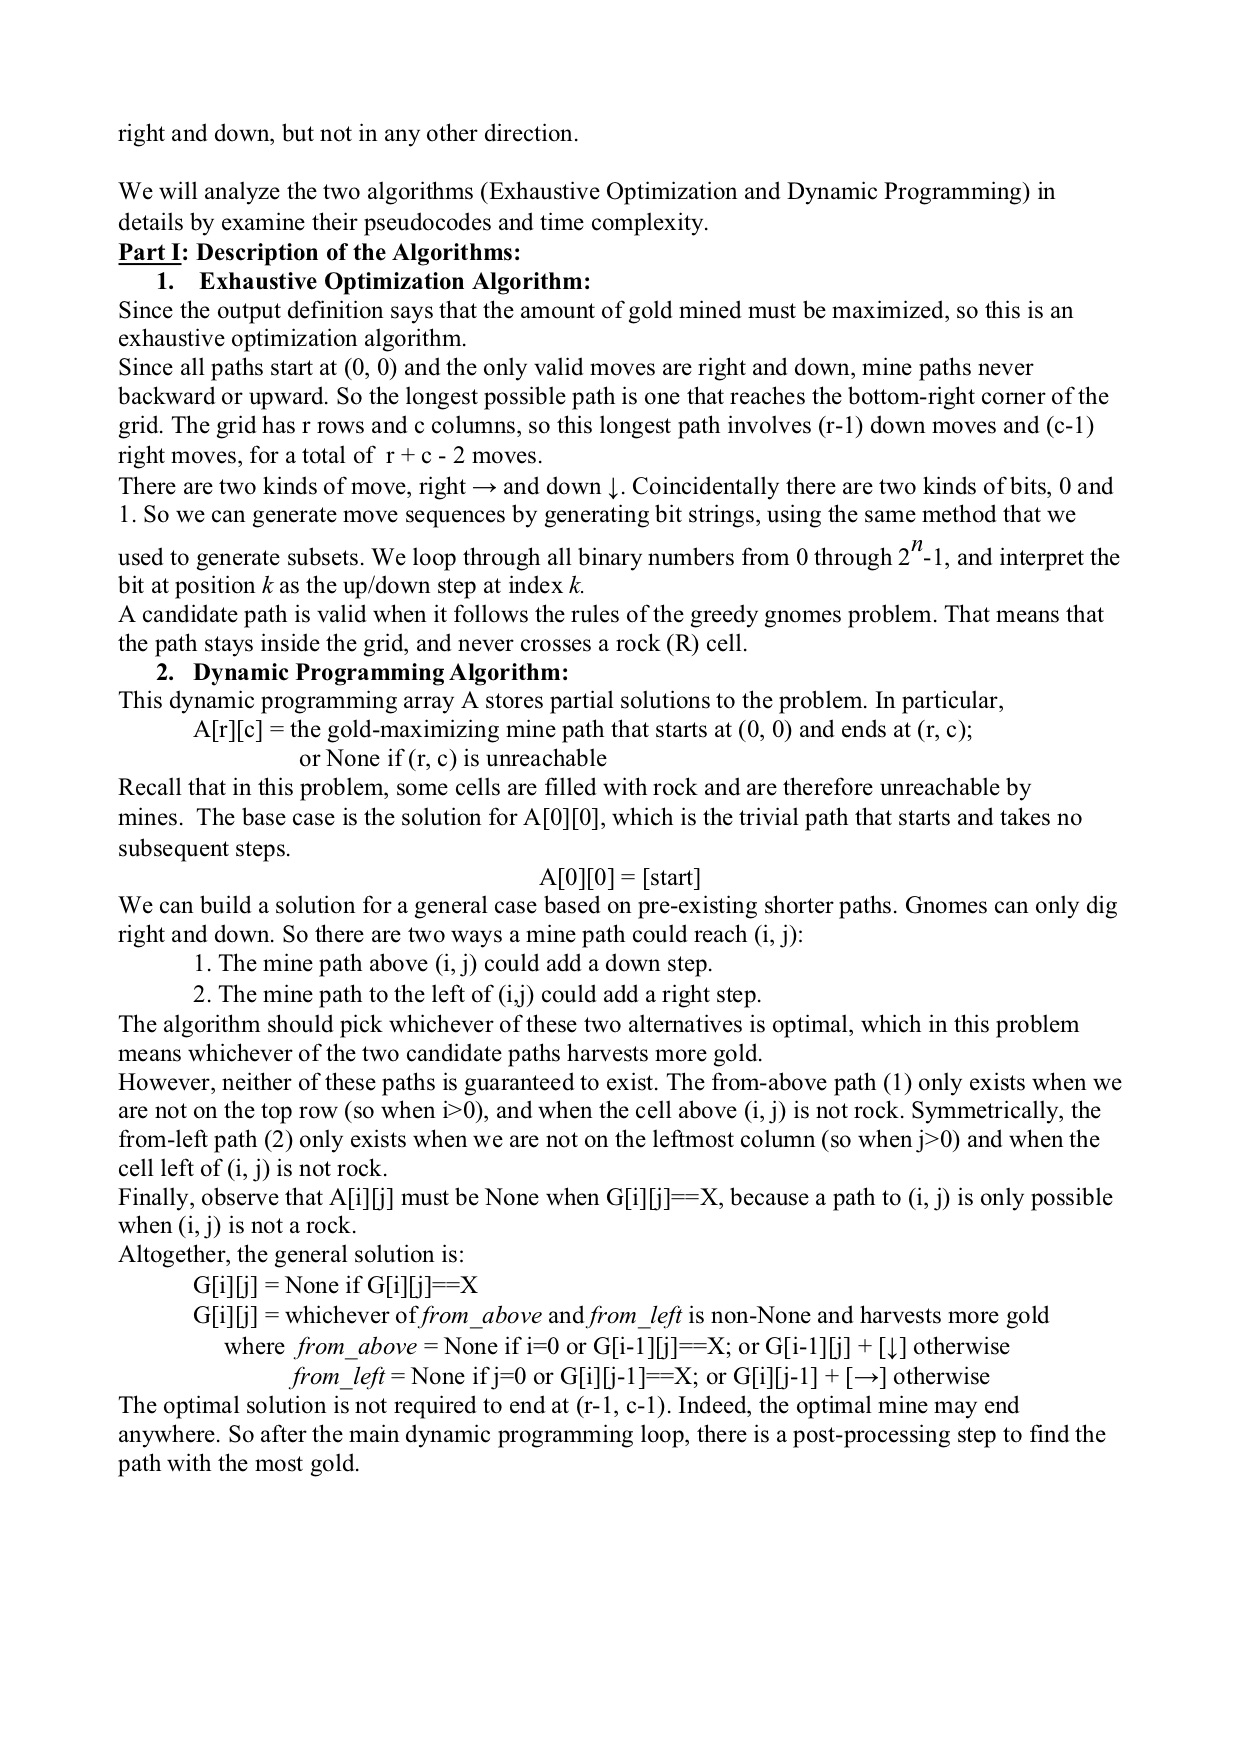 right and down, but not in any other direction.
We will analyze the two algorithms (Exhaustive Optimization and Dynamic Programming) in
details by examine their pseudocodes and time complexity.
Part I: Description of the Algorithms:
1. Exhaustive Optimization Algorithm:
Since the output definition says that the amount of gold mined must be maximized, so this is an
exhaustive optimization algorithm.
Since all paths start at (0, 0) and the only valid moves are right and down, mine paths never
backward or upward. So the longest possible path is one that reaches the bottom-right corner of the
grid. The grid has r rows and c columns, so this longest path involves (r-1) down moves and (c-1)
right moves, for a total of r + c - 2 moves.
There are two kinds of move, right → and down ↓. Coincidentally there are two kinds of bits, 0 and
1. So we can generate move sequences by generating bit strings, using the same method that we
used to generate subsets. We loop through all binary numbers from 0 through 2ⁿ-1, and interpret the
bit at position k as the up/down step at index k.
A candidate path is valid when it follows the rules of the greedy gnomes problem. That means that
the path stays inside the grid, and never crosses a rock (R) cell.
2. Dynamic Programming Algorithm:
This dynamic programming array A stores partial solutions to the problem. In particular,
A[r][c] = the gold-maximizing mine path that starts at (0, 0) and ends at (r, c);
or None if (r, c) is unreachable
Recall that in this problem, some cells are filled with rock and are therefore unreachable by
mines. The base case is the solution for A[0][0], which is the trivial path that starts and takes no
subsequent steps.
A[0][0] = [start]
We can build a solution for a general case based on pre-existing shorter paths. Gnomes can only dig
right and down. So there are two ways a mine path could reach (i, j):
1. The mine path above (i, j) could add a down step.
2. The mine path to the left of (i,j) could add a right step.
The algorithm should pick whichever of these two alternatives is optimal, which in this problem
means whichever of the two candidate paths harvests more gold.
However, neither of these paths is guaranteed to exist. The from-above path (1) only exists when we
are not on the top row (so when i>0), and when the cell above (i, j) is not rock. Symmetrically, the
from-left path (2) only exists when we are not on the leftmost column (so when j>0) and when the
cell left of (i, j) is not rock.
Finally, observe that A[i][j] must be None when G[i][j]==X, because a path to (i, j) is only possible
when (i, j) is not a rock.
Altogether, the general solution is:
G[i][j] = None if G[i][j]==X
G[i][j] = whichever of from_above and from_left is non-None and harvests more gold
where from_above = None if i=0 or G[i-1][j]==X; or G[i-1][j] + [↓] otherwise
from_left = None if j=0 or G[i][j-1]==X; or G[i][j-1] + [→] otherwise
The optimal solution is not required to end at (r-1, c-1). Indeed, the optimal mine may end
anywhere. So after the main dynamic programming loop, there is a post-processing step to find the
path with the most gold.